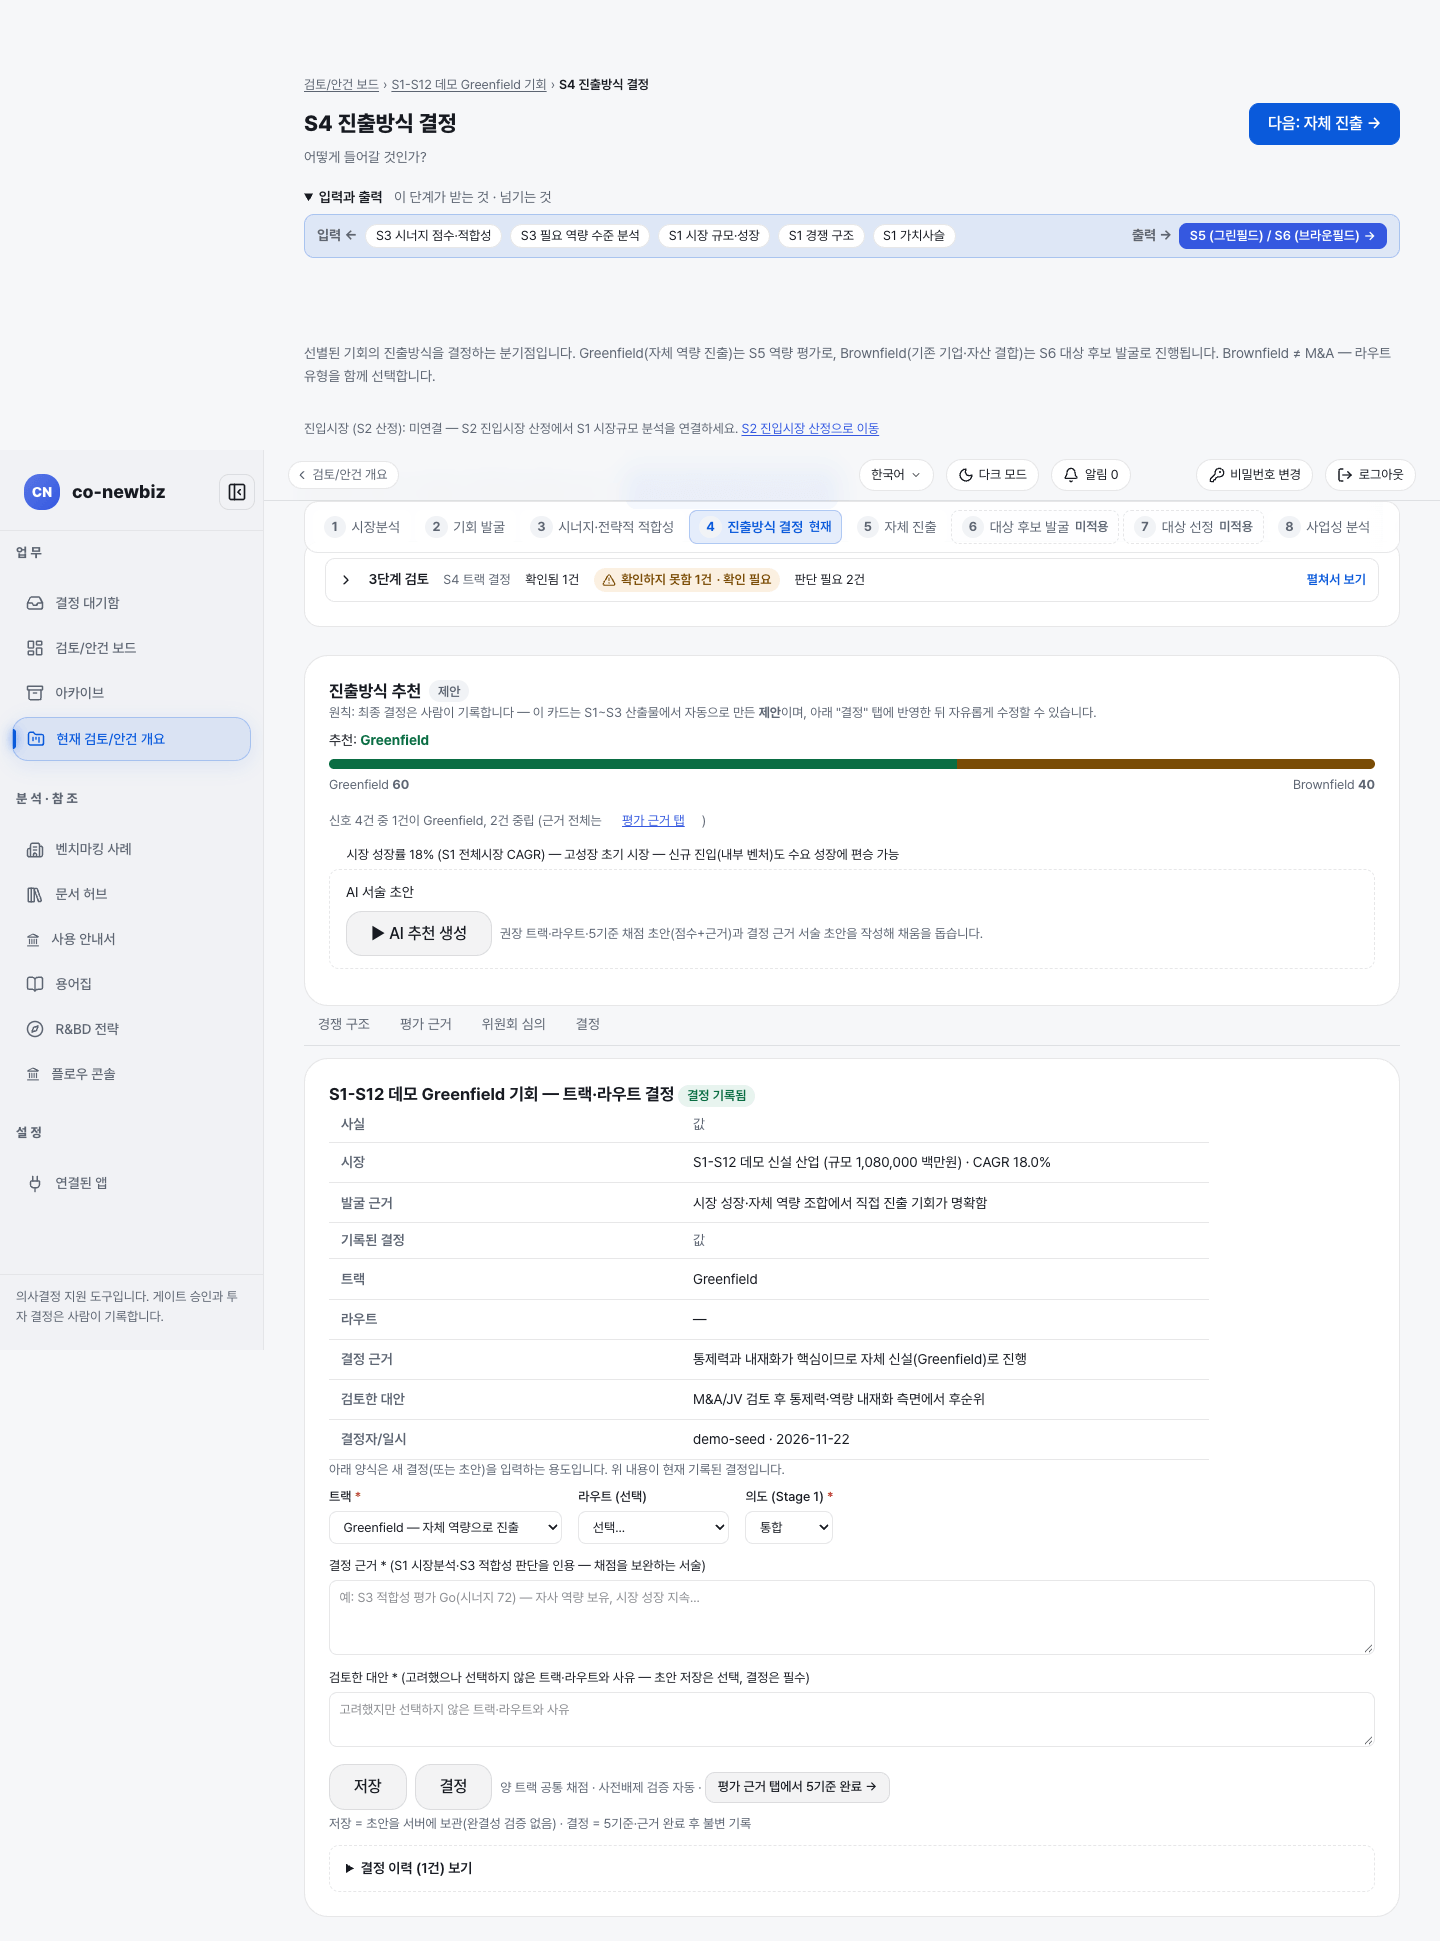 검토/안건 보드 › S1-S12 데모 Greenfield 기회 › S4 진출방식 결정
S4 진출방식 결정
다음: 자체 진출 →
어떻게 들어갈 것인가?
▼ 입력과 출력 이 단계가 받는 것 · 넘기는 것
입력 ← S3 시너지 점수·적합성 S3 필요 역량 수준 분석 S1 시장 규모·성장 S1 경쟁 구조 S1 가치사슬 출력 → S5 (그린필드) / S6 (브라운필드) →
선별된 기회의 진출방식을 결정하는 분기점입니다. Greenfield(자체 역량 진출)는 S5 역량 평가로, Brownfield(기존 기업·자산 결합)는 S6 대상 후보 발굴로 진행됩니다. Brownfield ≠ M&A — 라우트
유형을 함께 선택합니다.
진입시장 (S2 산정): 미연결 — S2 진입시장 산정에서 S1 시장규모 분석을 연결하세요. S2 진입시장 산정으로 이동
CN co-newbiz
업무
결정 대기함
검토/안건 보드
아카이브
현재 검토/안건 개요
분석·참조
벤치마킹 사례
문서 허브
사용 안내서
용어집
R&BD 전략
플로우 콘솔
설정
연결된 앱
의사결정 지원 도구입니다. 게이트 승인과 투
자 결정은 사람이 기록합니다.
검토/안건 개요 한국어 다크 모드 알림 0 비밀번호 변경 로그아웃
1 시장분석 2 기회 발굴 3 시너지·전략적 적합성 4 진출방식 결정 현재 5 자체 진출 6 대상 후보 발굴 미적용 7 대상 선정 미적용 8 사업성 분석
3단계 검토 S4 트랙 결정 확인됨 1건 확인하지 못함 1건 · 확인 필요 판단 필요 2건 펼쳐서 보기
진출방식 추천 제안
원칙: 최종 결정은 사람이 기록합니다 — 이 카드는 S1~S3 산출물에서 자동으로 만든 제안이며, 아래 "결정" 탭에 반영한 뒤 자유롭게 수정할 수 있습니다.
추천: Greenfield
Greenfield 60 Brownfield 40
신호 4건 중 1건이 Greenfield, 2건 중립 (근거 전체는 평가 근거 탭 )
시장 성장률 18% (S1 전체시장 CAGR) — 고성장 초기 시장 — 신규 진입(내부 벤처)도 수요 성장에 편승 가능
AI 서술 초안
▶ AI 추천 생성 권장 트랙·라우트·5기준 채점 초안(점수+근거)과 결정 근거 서술 초안을 작성해 채움을 돕습니다.
경쟁 구조 평가 근거 위원회 심의 결정
S1-S12 데모 Greenfield 기회 — 트랙·라우트 결정 결정 기록됨
사실 값
시장 S1-S12 데모 신설 산업 (규모 1,080,000 백만원) · CAGR 18.0%
발굴 근거 시장 성장·자체 역량 조합에서 직접 진출 기회가 명확함
기록된 결정 값
트랙 Greenfield
라우트 —
결정 근거 통제력과 내재화가 핵심이므로 자체 신설(Greenfield)로 진행
검토한 대안 M&A/JV 검토 후 통제력·역량 내재화 측면에서 후순위
결정자/일시 demo-seed · 2026-11-22
아래 양식은 새 결정(또는 초안)을 입력하는 용도입니다. 위 내용이 현재 기록된 결정입니다.
트랙 * 라우트 (선택) 의도 (Stage 1) *
Greenfield — 자체 역량으로 진출 선택... 통합
결정 근거 * (S1 시장분석·S3 적합성 판단을 인용 — 채점을 보완하는 서술)
예: S3 적합성 평가 Go(시너지 72) — 자사 역량 보유, 시장 성장 지속...
검토한 대안 * (고려했으나 선택하지 않은 트랙·라우트와 사유 — 초안 저장은 선택, 결정은 필수)
고려했지만 선택하지 않은 트랙·라우트와 사유
저장 결정 양 트랙 공통 채점 · 사전배제 검증 자동 · 평가 근거 탭에서 5기준 완료 →
저장 = 초안을 서버에 보관(완결성 검증 없음) · 결정 = 5기준·근거 완료 후 불변 기록
▶ 결정 이력 (1건) 보기